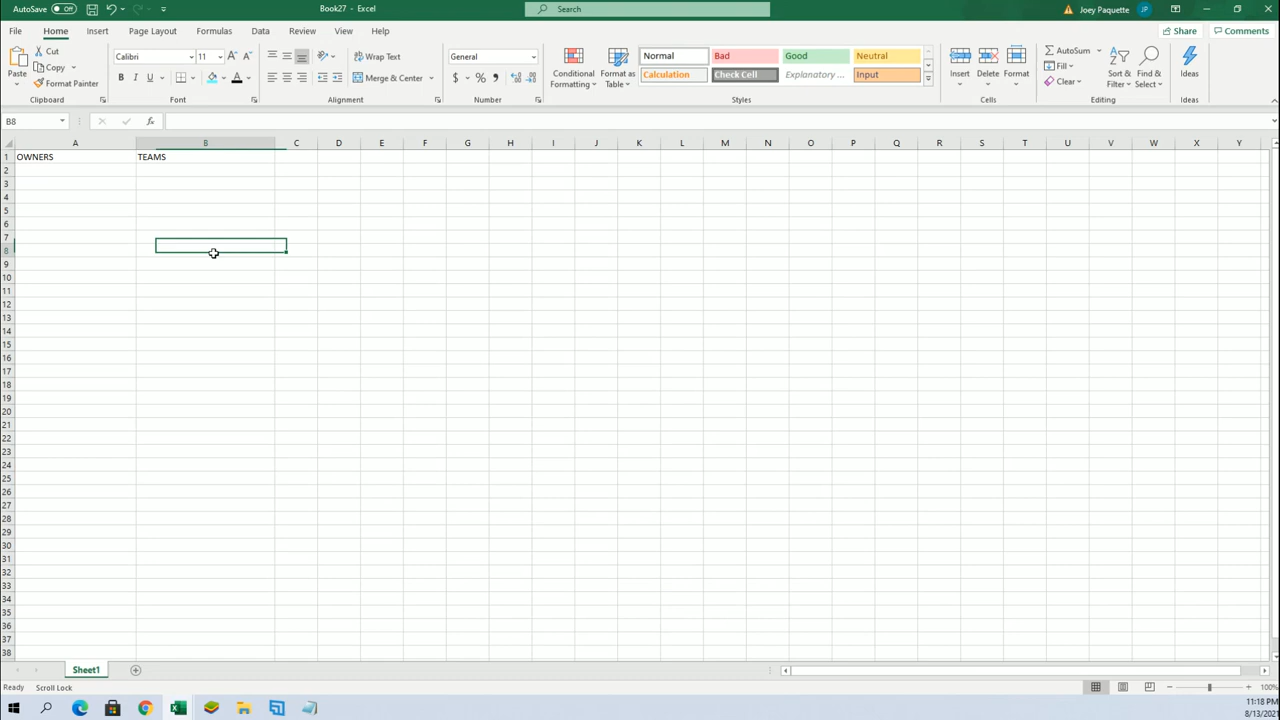 AutoSave Off Book27 - Excel Search Joey Paquette JP
File Home Insert Page Layout Formulas Data Review View Help Share Comments
Paste Cut Copy Format Painter Clipboard
Calibri 11 B I U Font
Wrap Text Merge & Center Alignment
General $ % Number
Conditional Formatting Format as Table
Normal Bad Good Neutral
Calculation Check Cell Explanatory ... Input
Styles
Insert Delete Format Cells
AutoSum Fill Clear Sort & Filter Find & Select Editing
Ideas Ideas
B8 fx
A B C D E F G H I J K L M N O P Q R S T U V W X Y
1 OWNERS TEAMS
2
3
4
5
6
7
8
9
10
11
12
13
14
15
16
17
18
19
20
21
22
23
24
25
26
27
28
29
30
31
32
33
34
35
36
37
38
Sheet1
Ready Scroll Lock 100%
11:18 PM
8/13/2021